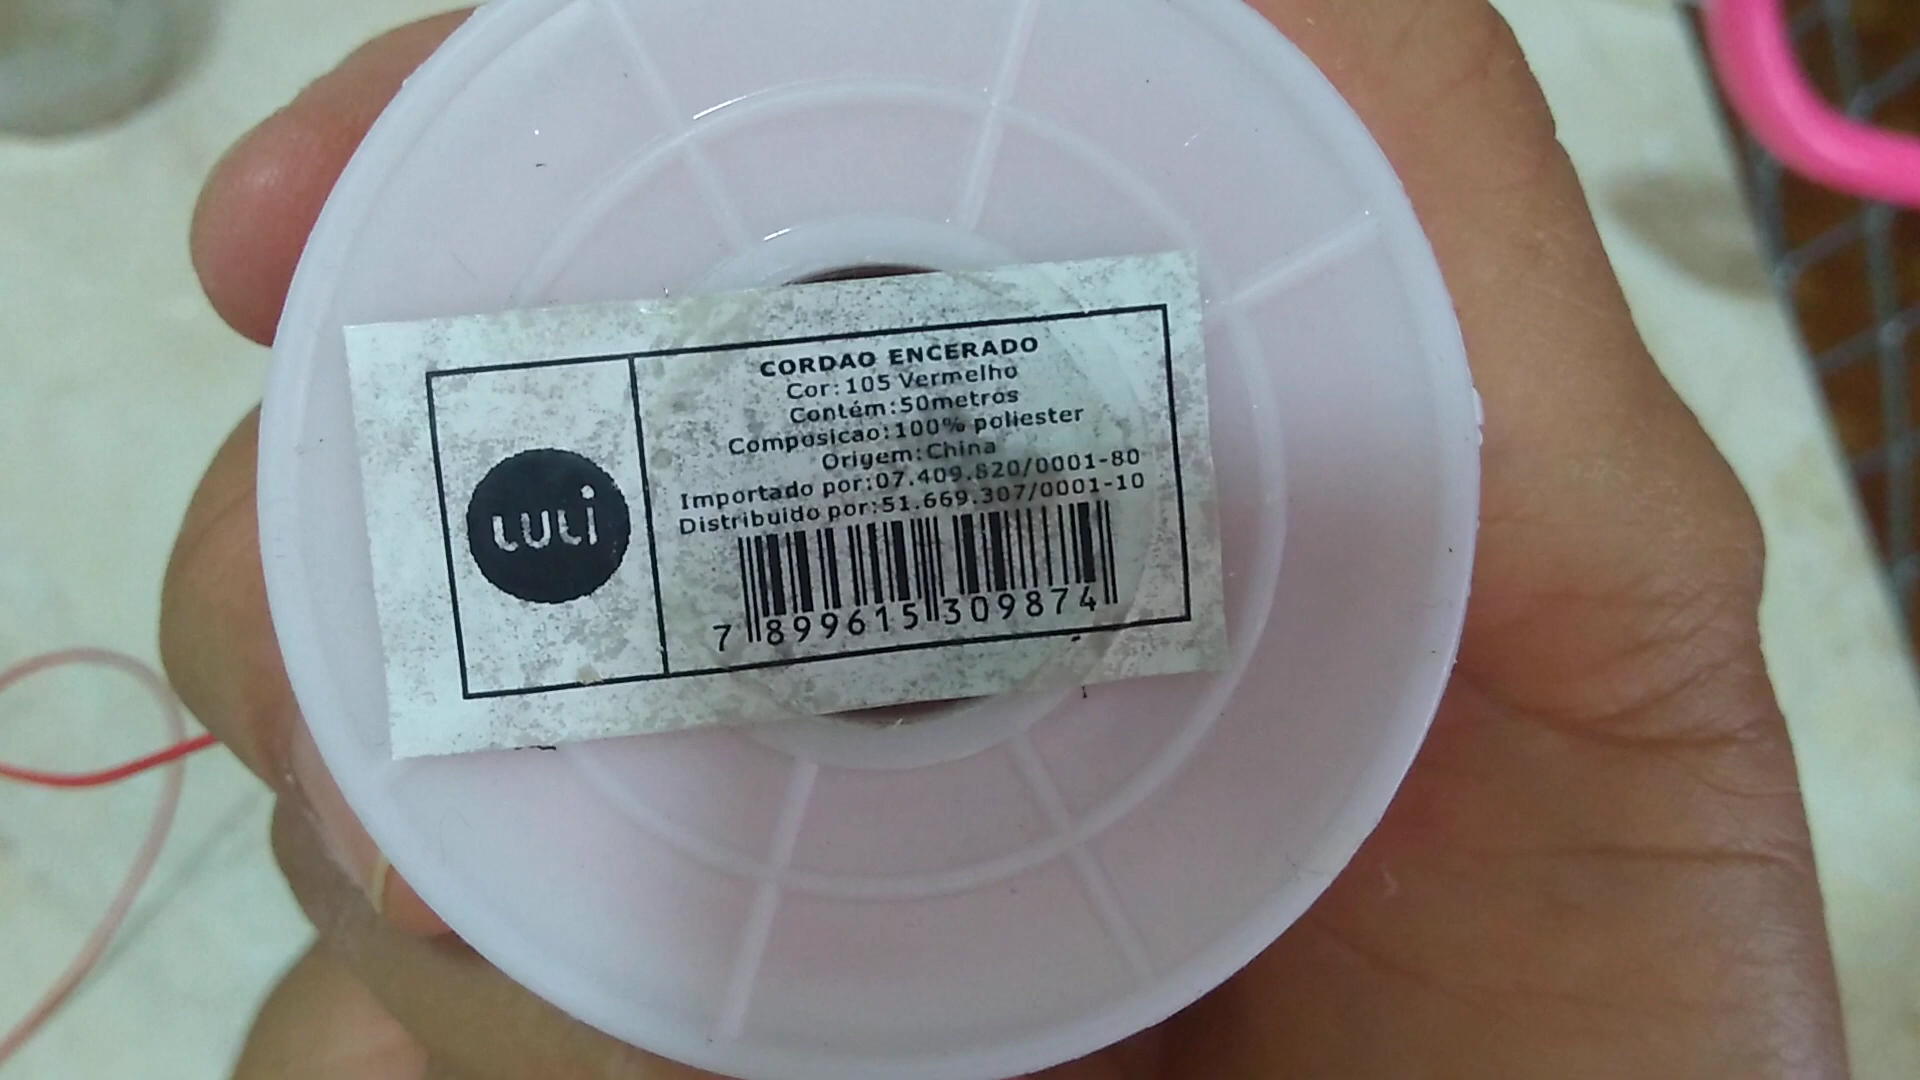 LULI
CORDAO ENCERADO
Cor:105 Vermelho
Contém:50metros
Composicao:100% poliester
Origem:China
Importado por:07.409.820/0001-80
Distribuido por:51.669.307/0001-10
7 899615 309874